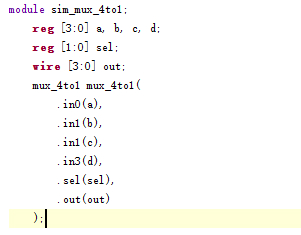 module sim_mux_4to1;
reg [3:0] a, b, c, d;
reg [1:0] sel;
wire [3:0] out;
mux_4to1 mux_4to1(
.in0(a),
.in1(b),
.in1(c),
.in3(d),
.sel(sel),
.out(out)
);